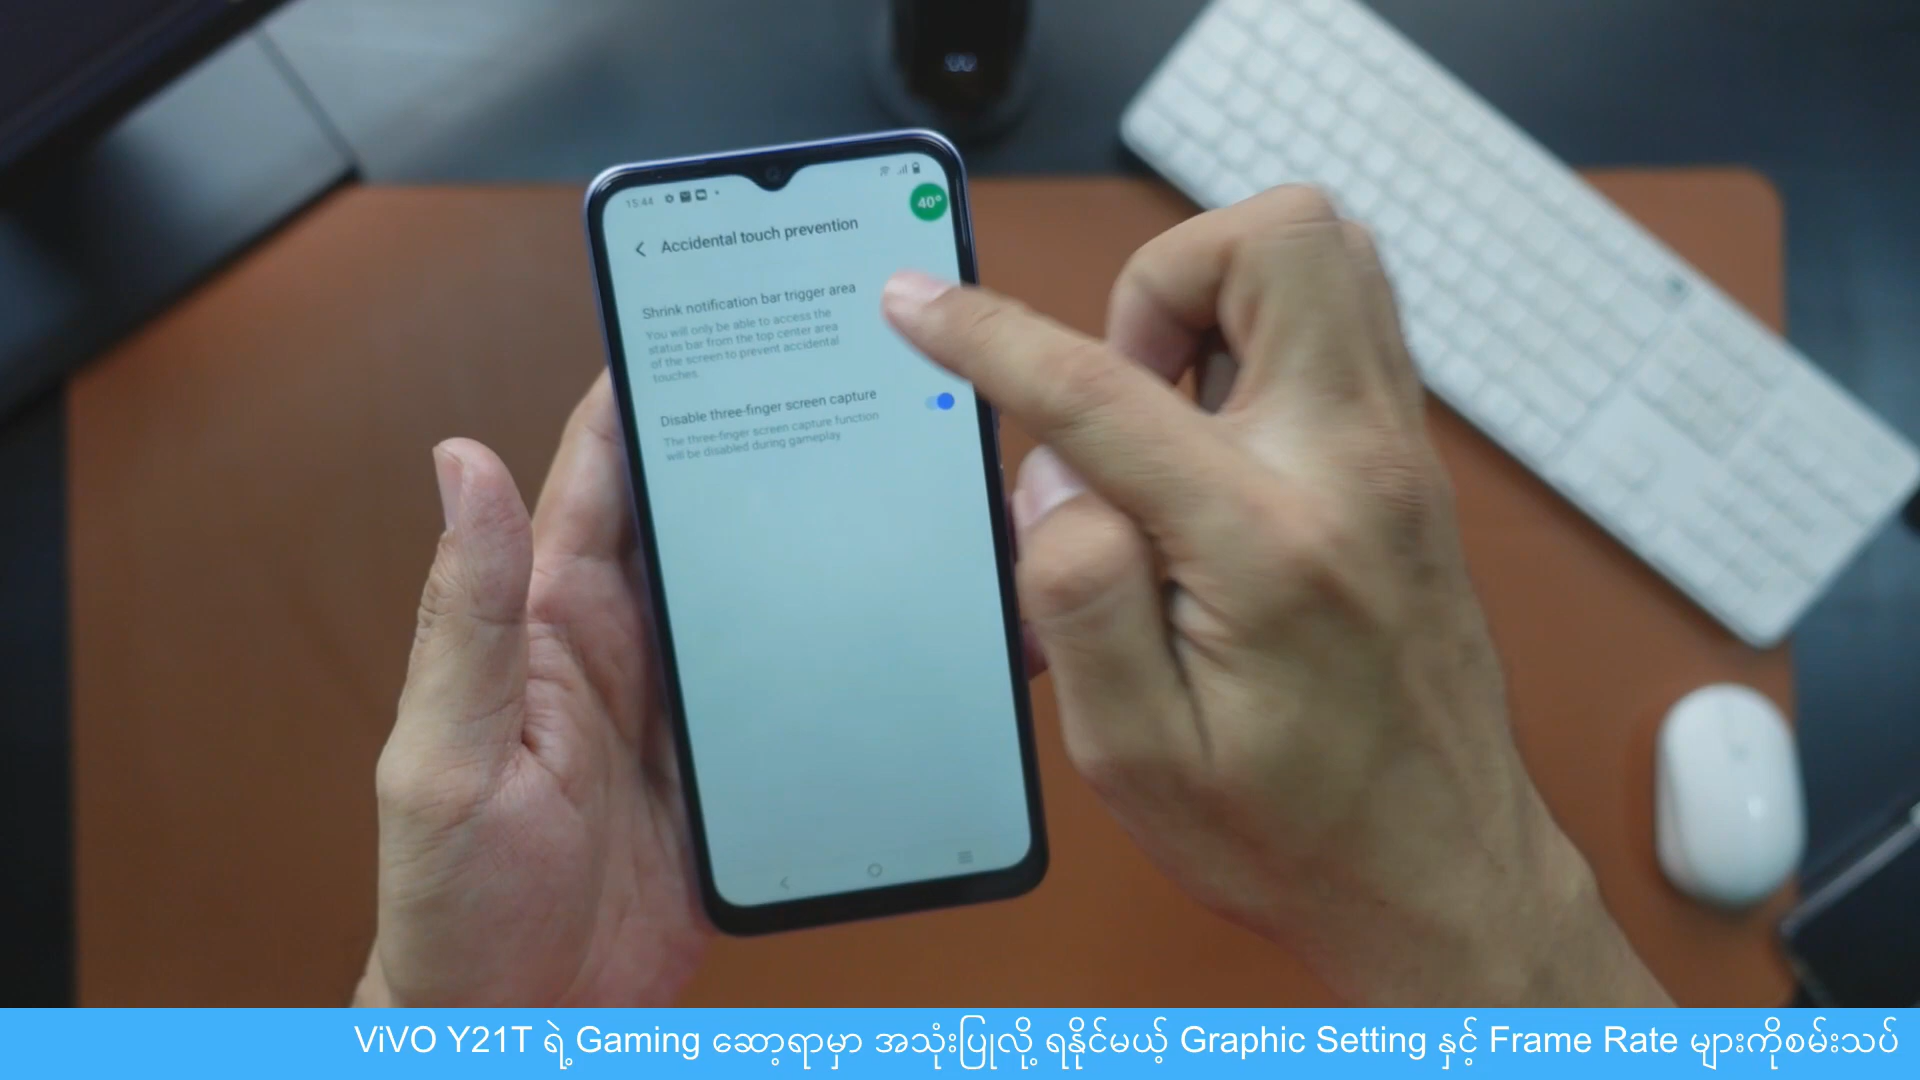 15:44
40°
Accidental touch prevention
Shrink notification bar trigger area
You will only be able to access the
status bar from the top center area
of the screen to prevent accidental
touches.
Disable three-finger screen capture
The three-finger screen capture function
will be disabled during gameplay
ViVO Y21T ရဲ့ Gaming ဆော့ရာမှာ အသုံးပြုလို့ ရနိုင်မယ့် Graphic Setting နှင့် Frame Rate များကိုစမ်းသပ်